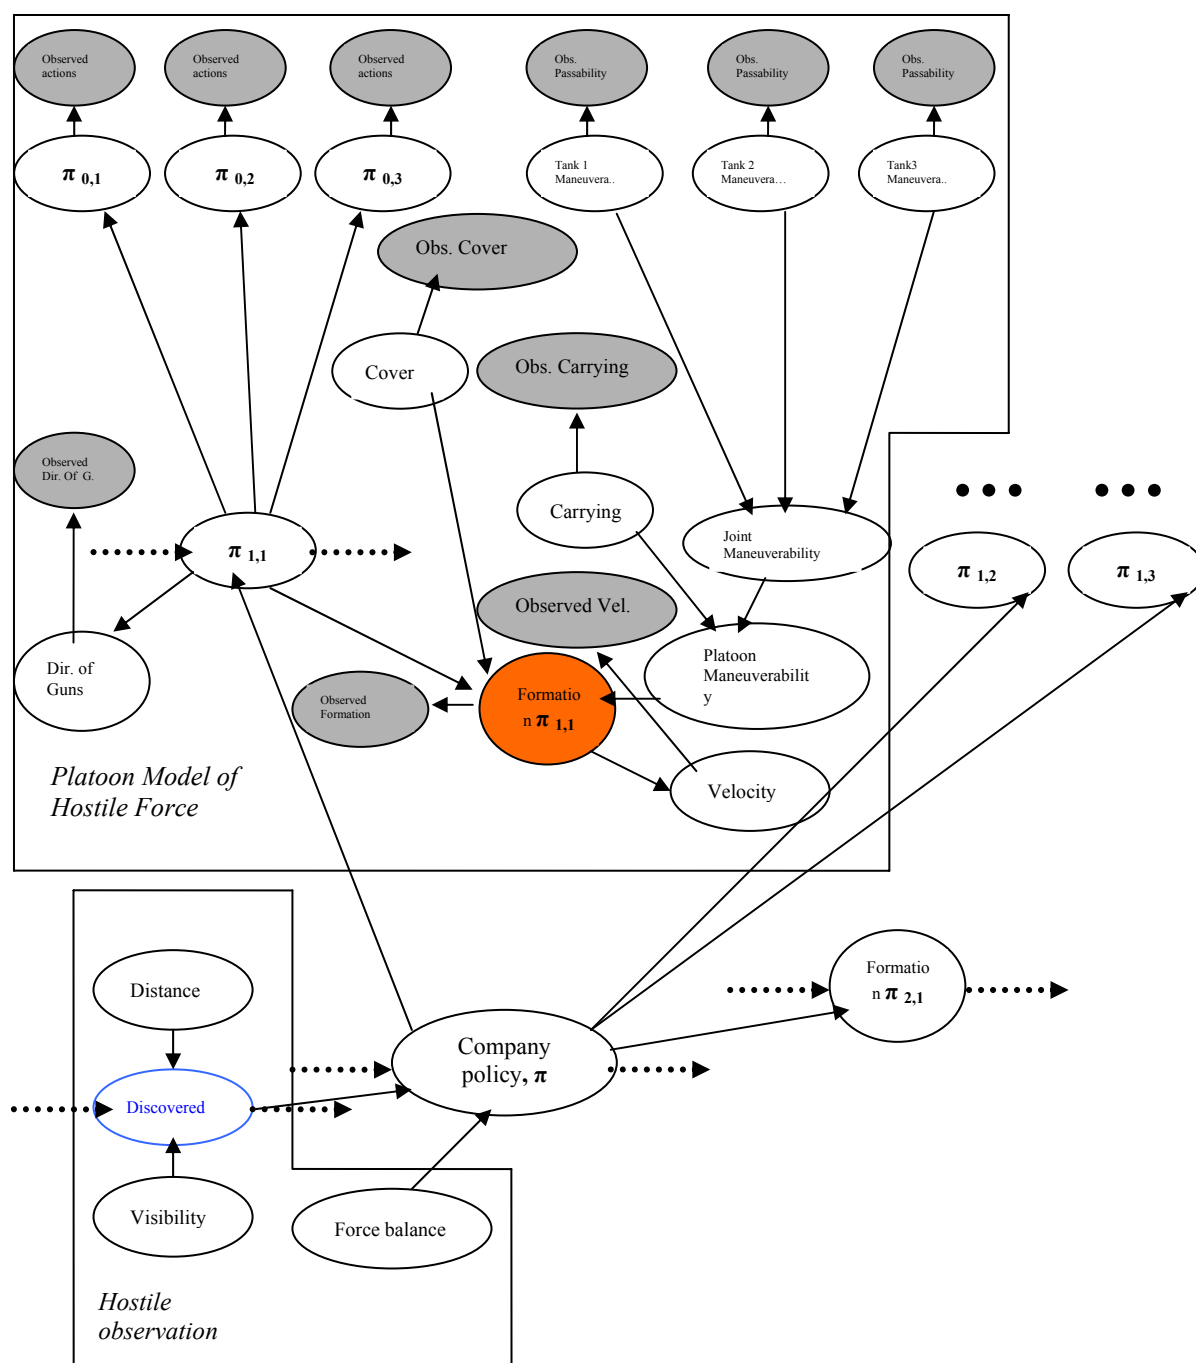 Observed
actions
Observed
actions
Observed
actions
Obs.
Passability
Obs.
Passability
Obs.
Passability
π 0,1
π 0,2
π 0,3
Tank 1
Maneuvera..
Tank 2
Maneuvera…
Tank3
Maneuvera..
Obs. Cover
Cover
Obs. Carrying
Observed
Dir. Of G.
Carrying
Joint
Maneuverability
π 1,1
π 1,2
π 1,3
Observed Vel.
Dir. of
Guns
Platoon
Maneuverabilit
y
Observed
Formation
Formatio
n π 1,1
Velocity
Platoon Model of
Hostile Force
Distance
Formatio
n π 2,1
Company
policy, π
Discovered
Visibility
Force balance
Hostile
observation